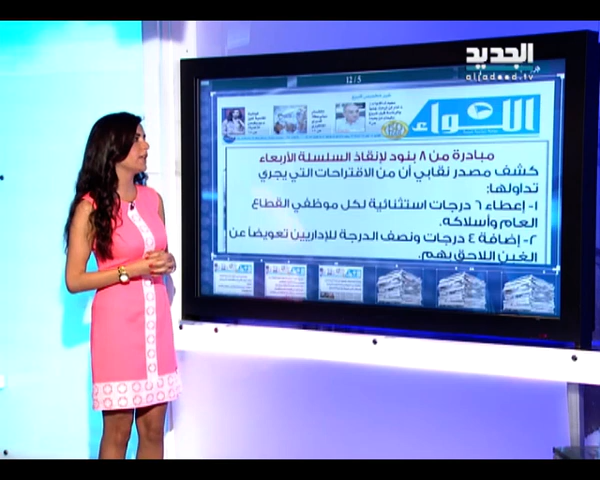 الجديد
aljadeed.tv
12/5
اللواء
مبادرة من ٨ بنود لإنقاذ السلسلة الأربعاء
كشف مصدر نقابي أن من الاقتراحات التي يجري
تداولها:
١- إعطاء ٦ درجات استثنائية لكل موظفي القطاع
العام وأسلاكه.
٢- إضافة ٤ درجات ونصف الدرجة للإداريين تعويضاً عن
الغبن اللاحق بهم.